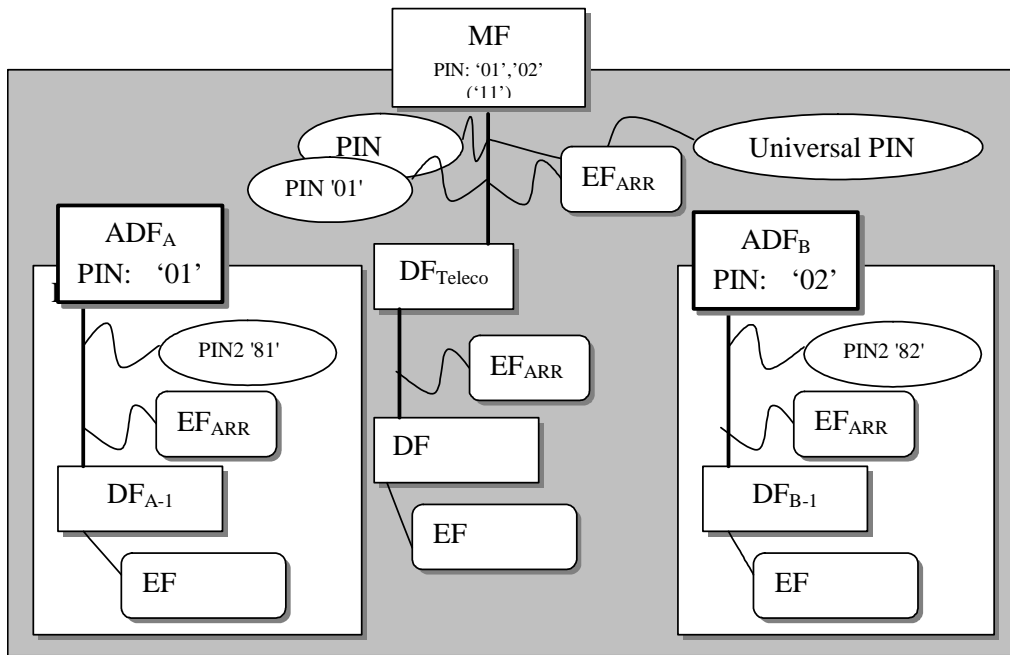 MF
PIN: ‘01’,’02’
(‘11’)
PIN
PIN '01'
EFARR
Universal PIN
ADFA
PIN: ‘01’
DFTeleco
ADFB
PIN: ‘02’
PIN2 '81'
EFARR
PIN2 '82'
EFARR
DF
EFARR
DFA-1
DFB-1
EF
EF
EF